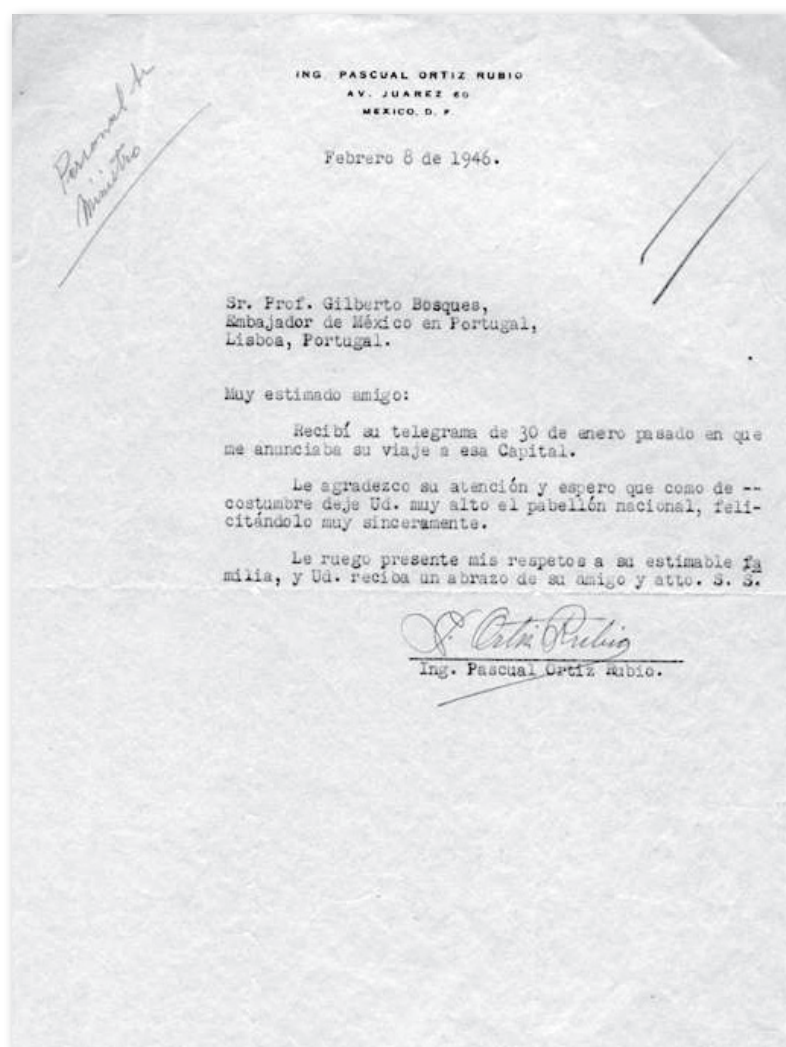 ING. PASCUAL ORTIZ RUBIO
AV. JUAREZ 60
MEXICO, D. F.
Personal Sr
Ministro
Febrero 8 de 1946.
Sr. Prof. Gilberto Bosques,
Embajador de México en Portugal,
Lisboa, Portugal.
Muy estimado amigo:
Recibí su telegrama de 30 de enero pasado en que
me anunciaba su viaje a esa Capital.
Le agradezco su atención y espero que como de --
costumbre deje Ud. muy alto el pabellón nacional, feli-
citándolo muy sinceramente.
Le ruego presente mis respetos a su estimable fa
milia, y Ud. reciba un abrazo de su amigo y atto. S. S.
P. Ortiz Rubio
Ing. Pascual Ortiz Rubio.